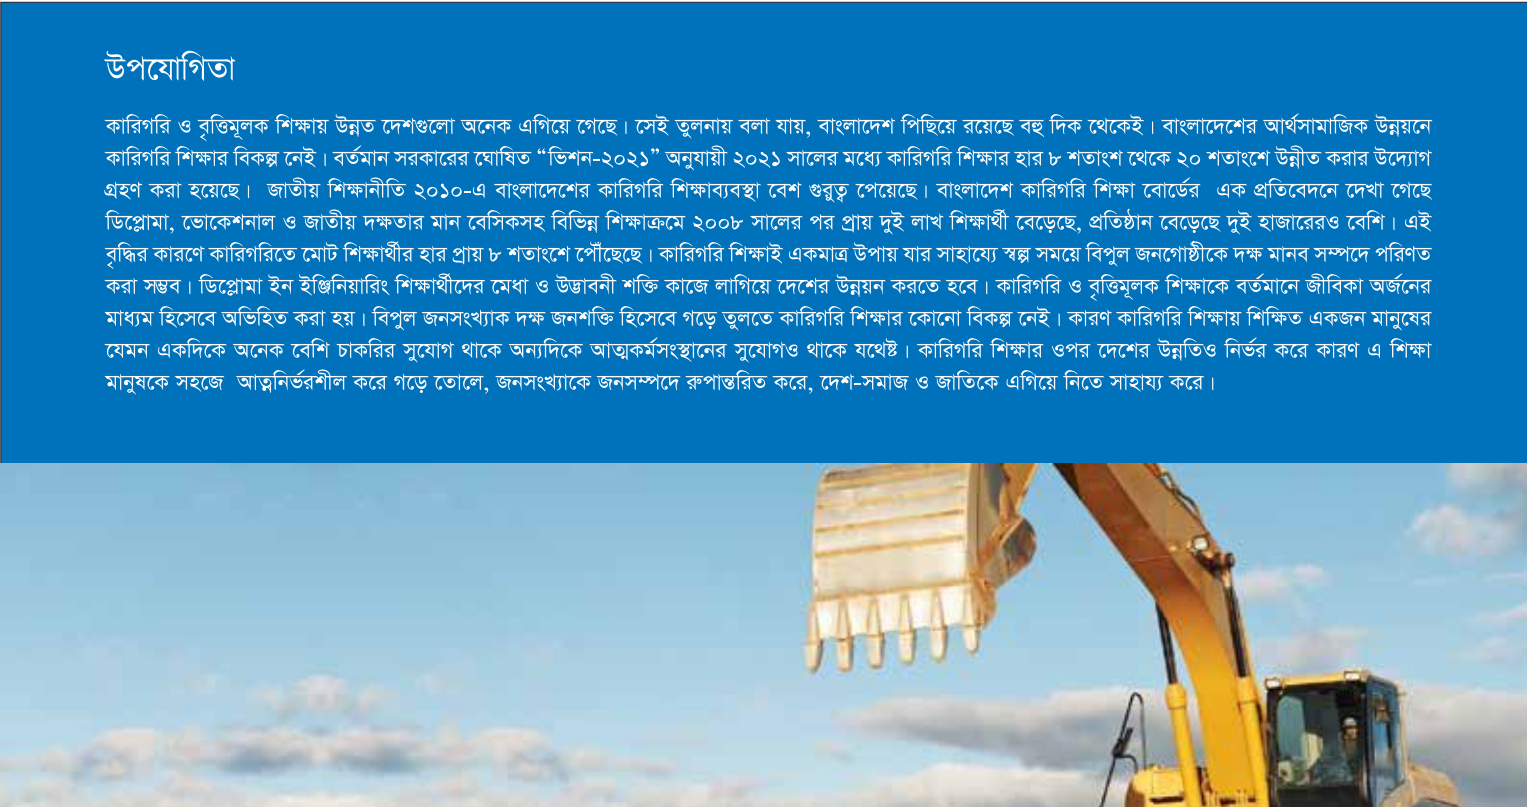 উপযোগিতা
কারিগরি ও বৃত্তিমূলক শিক্ষায় উন্নত দেশগুলো অনেক এগিয়ে গেছে। সেই তুলনায় বলা যায়, বাংলাদেশ পিছিয়ে রয়েছে বহু দিক থেকেই। বাংলাদেশের আর্থসামাজিক উন্নয়নে
কারিগরি শিক্ষার বিকল্প নেই। বর্তমান সরকারের ঘোষিত “ভিশন-২০২১” অনুযায়ী ২০২১ সালের মধ্যে কারিগরি শিক্ষার হার ৮ শতাংশ থেকে ২০ শতাংশে উন্নীত করার উদ্যোগ
গ্রহণ করা হয়েছে। জাতীয় শিক্ষানীতি ২০১০-এ বাংলাদেশের কারিগরি শিক্ষাব্যবস্থা বেশ গুরুত্ব পেয়েছে। বাংলাদেশ কারিগরি শিক্ষা বোর্ডের এক প্রতিবেদনে দেখা গেছে
ডিপ্লোমা, ভোকেশনাল ও জাতীয় দক্ষতার মান বেসিকসহ বিভিন্ন শিক্ষাক্রমে ২০০৮ সালের পর প্রায় দুই লাখ শিক্ষার্থী বেড়েছে, প্রতিষ্ঠান বেড়েছে দুই হাজারেরও বেশি। এই
বৃদ্ধির কারণে কারিগরিতে মোট শিক্ষার্থীর হার প্রায় ৮ শতাংশে পৌঁছেছে। কারিগরি শিক্ষাই একমাত্র উপায় যার সাহায্যে স্বল্প সময়ে বিপুল জনগোষ্ঠীকে দক্ষ মানব সম্পদে পরিণত
করা সম্ভব। ডিপ্লোমা ইন ইঞ্জিনিয়ারিং শিক্ষার্থীদের মেধা ও উদ্ভাবনী শক্তি কাজে লাগিয়ে দেশের উন্নয়ন করতে হবে। কারিগরি ও বৃত্তিমূলক শিক্ষাকে বর্তমানে জীবিকা অর্জনের
মাধ্যম হিসেবে অভিহিত করা হয়। বিপুল জনসংখ্যাক দক্ষ জনশক্তি হিসেবে গড়ে তুলতে কারিগরি শিক্ষার কোনো বিকল্প নেই। কারণ কারিগরি শিক্ষায় শিক্ষিত একজন মানুষের
যেমন একদিকে অনেক বেশি চাকরির সুযোগ থাকে অন্যদিকে আত্মকর্মসংস্থানের সুযোগও থাকে যথেষ্ট। কারিগরি শিক্ষার ওপর দেশের উন্নতিও নির্ভর করে কারণ এ শিক্ষা
মানুষকে সহজে আত্ননির্ভরশীল করে গড়ে তোলে, জনসংখ্যাকে জনসম্পদে রুপান্তরিত করে, দেশ-সমাজ ও জাতিকে এগিয়ে নিতে সাহায্য করে।